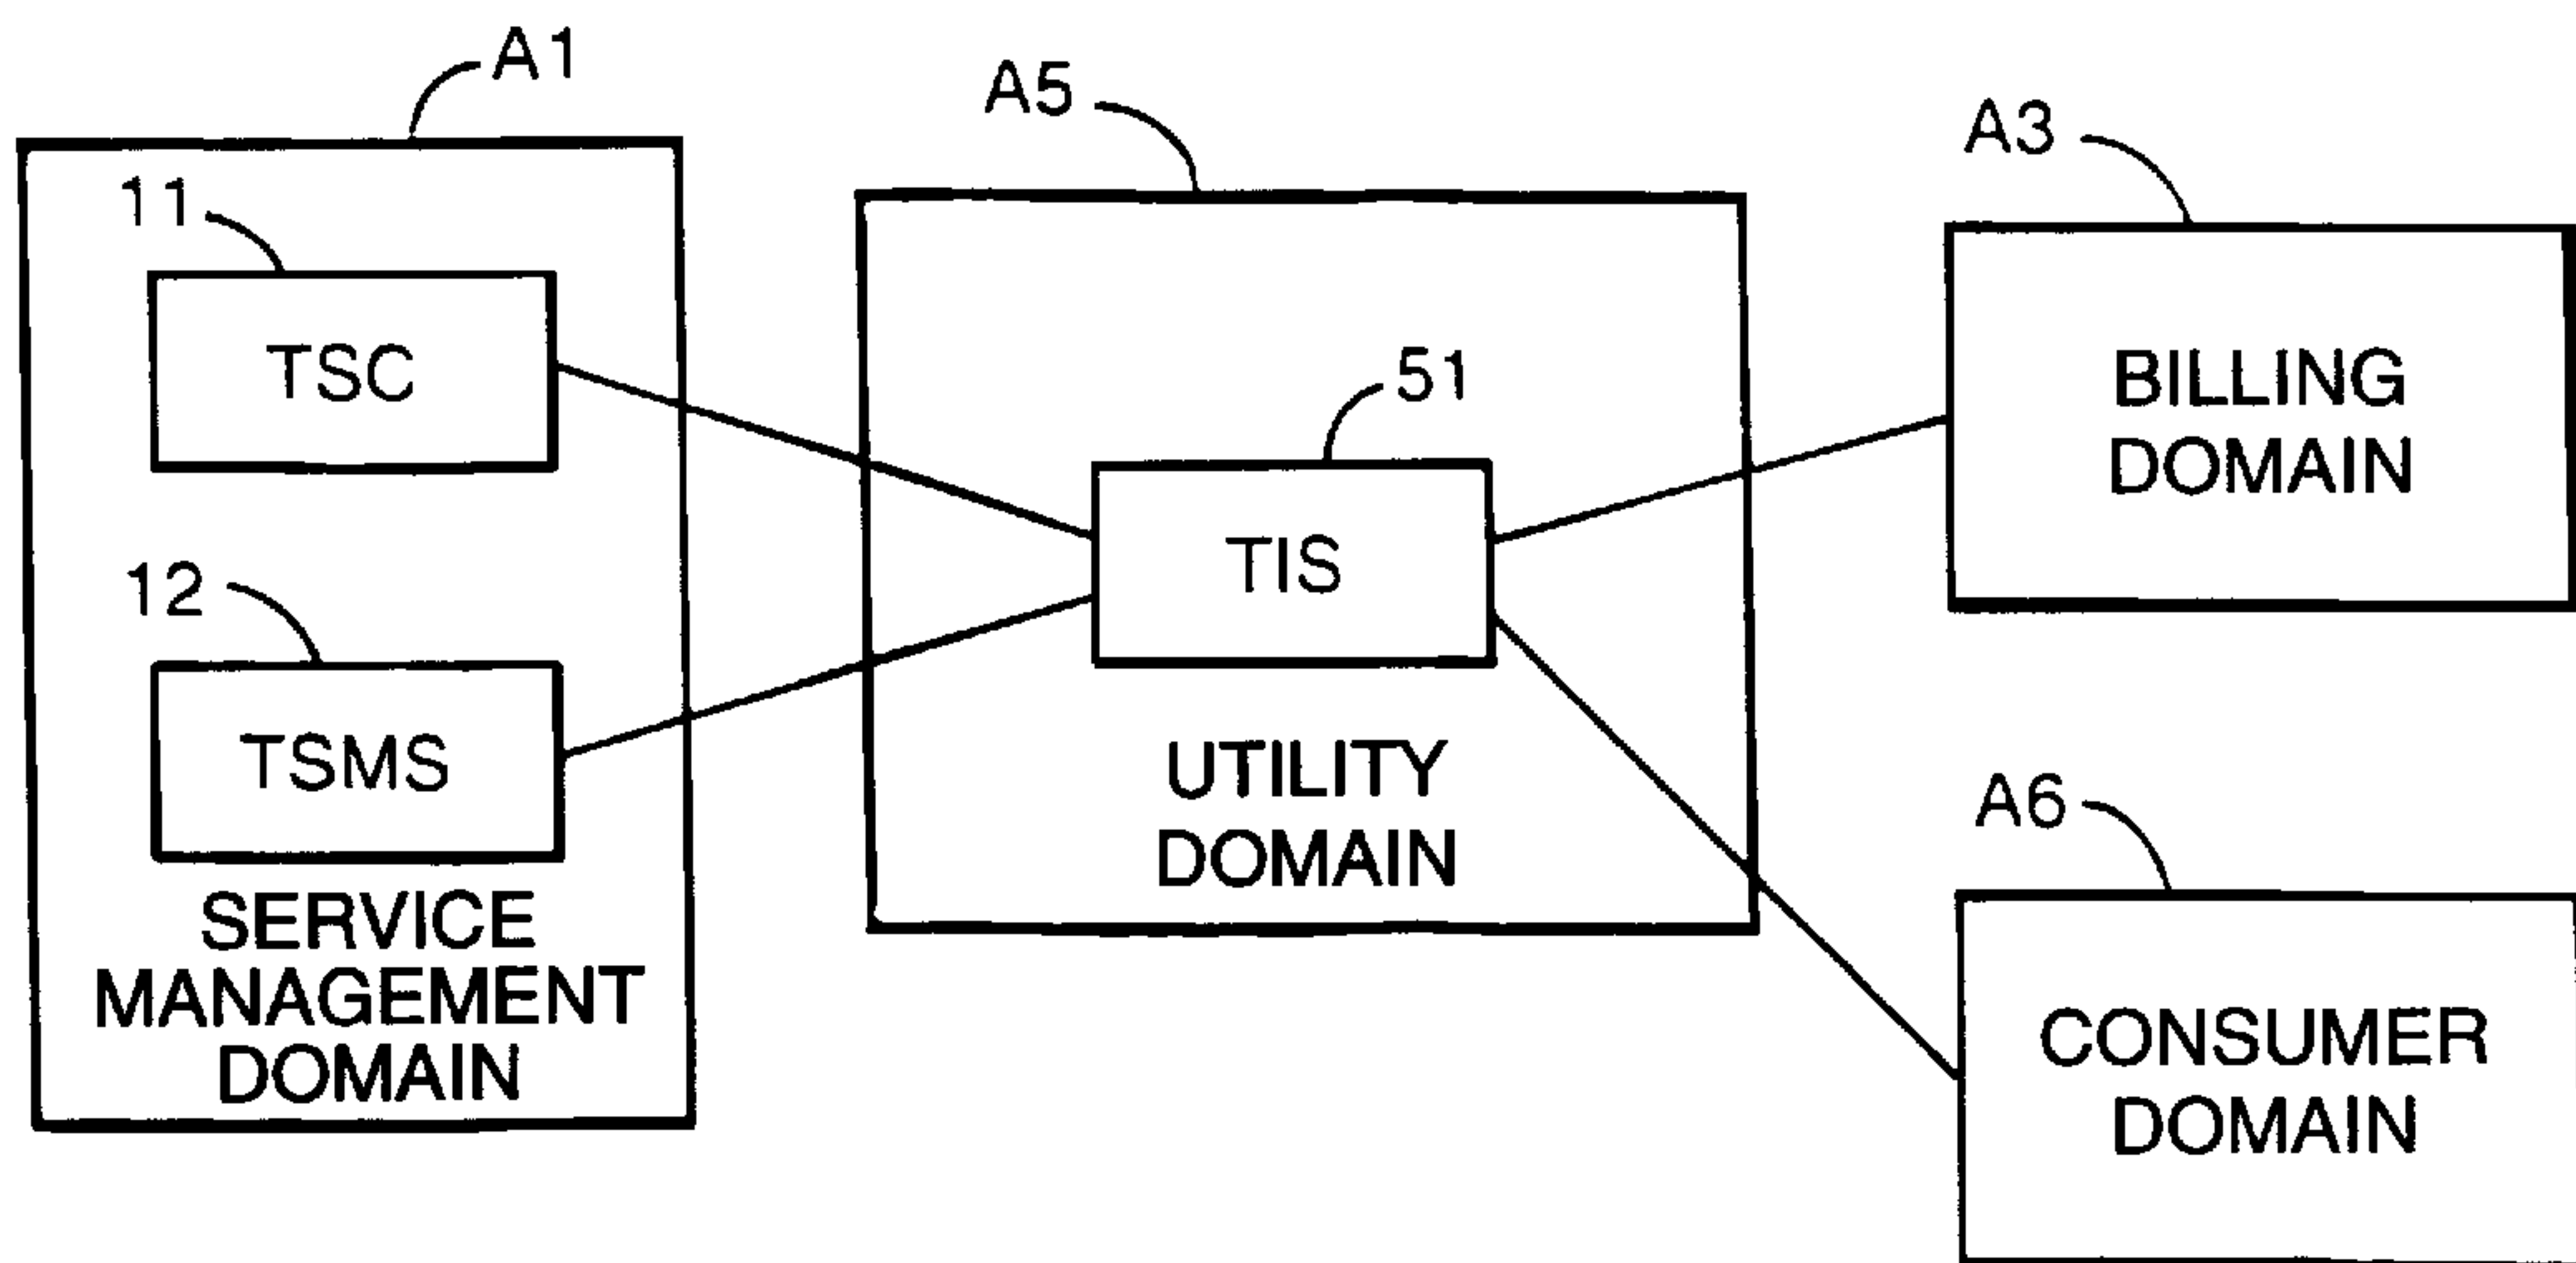 A1
11
TSC
12
TSMS
SERVICE
MANAGEMENT
DOMAIN
A5
51
TIS
UTILITY
DOMAIN
A3
BILLING
DOMAIN
A6
CONSUMER
DOMAIN